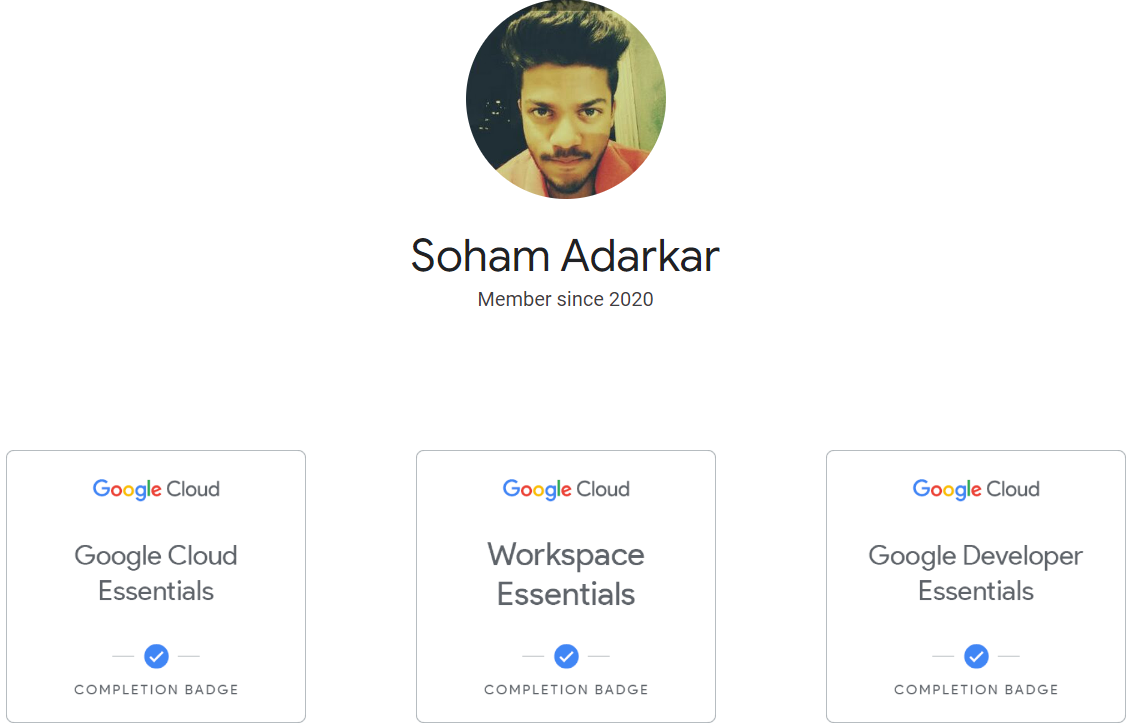 Soham Adarkar
Member since 2020
Google Cloud
Google Cloud
Essentials
COMPLETION BADGE
Google Cloud
Workspace
Essentials
COMPLETION BADGE
Google Cloud
Google Developer
Essentials
COMPLETION BADGE